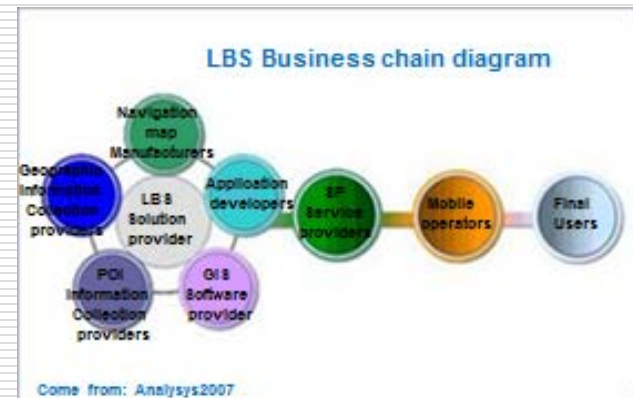 LBS Business chain diagram
Navigation
map
Manufacturers
Geographic
Information
Collection
providers
LBS
Solution
provider
Application
developers
SP
Service
providers
Mobile
operators
Final
Users
POI
Information
Collection
providers
GIS
Software
provider
Come from: Analysys2007